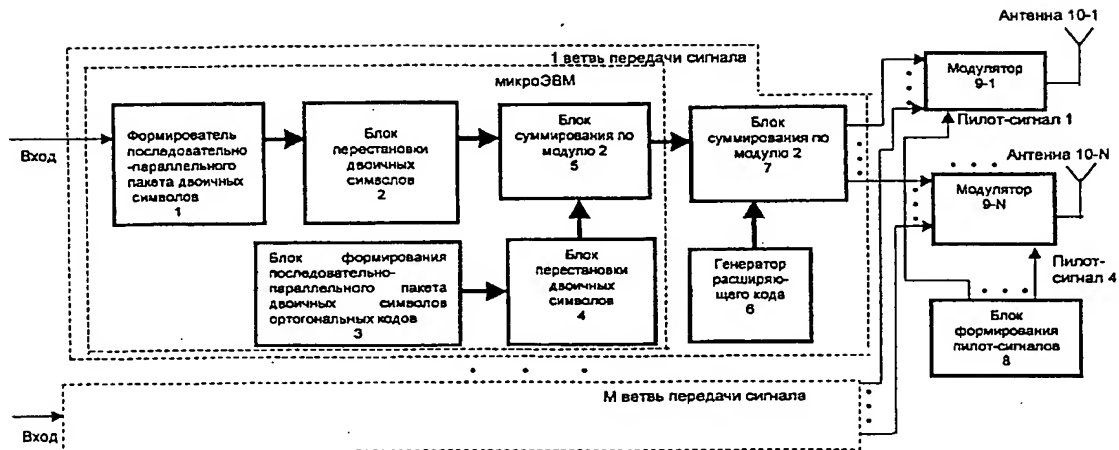 Антенна 10-1
1 ветвь передачи сигнала
микроЭВМ
Модулятор
9-1
Вход
Формирователь
последовательно
-параллельного
пакета двоичных
символов
1
Блок
перестановки
двоичных
символов
2
Блок
суммирования по
модулю 2
5
Блок
суммирования по
модулю 2
7
Пилот-сигнал 1
Антенна 10-N
Модулятор
9-N
Блок формирования
последовательно-
параллельного пакета
двоичных символов
ортогональных кодов
3
Блок
перестановки
двоичных
символов
4
Генератор
расширяю-
щего кода
6
Пилот-
сигнал 4
Блок
формирования
пилот-сигналов
8
М ветвь передачи сигнала
Вход